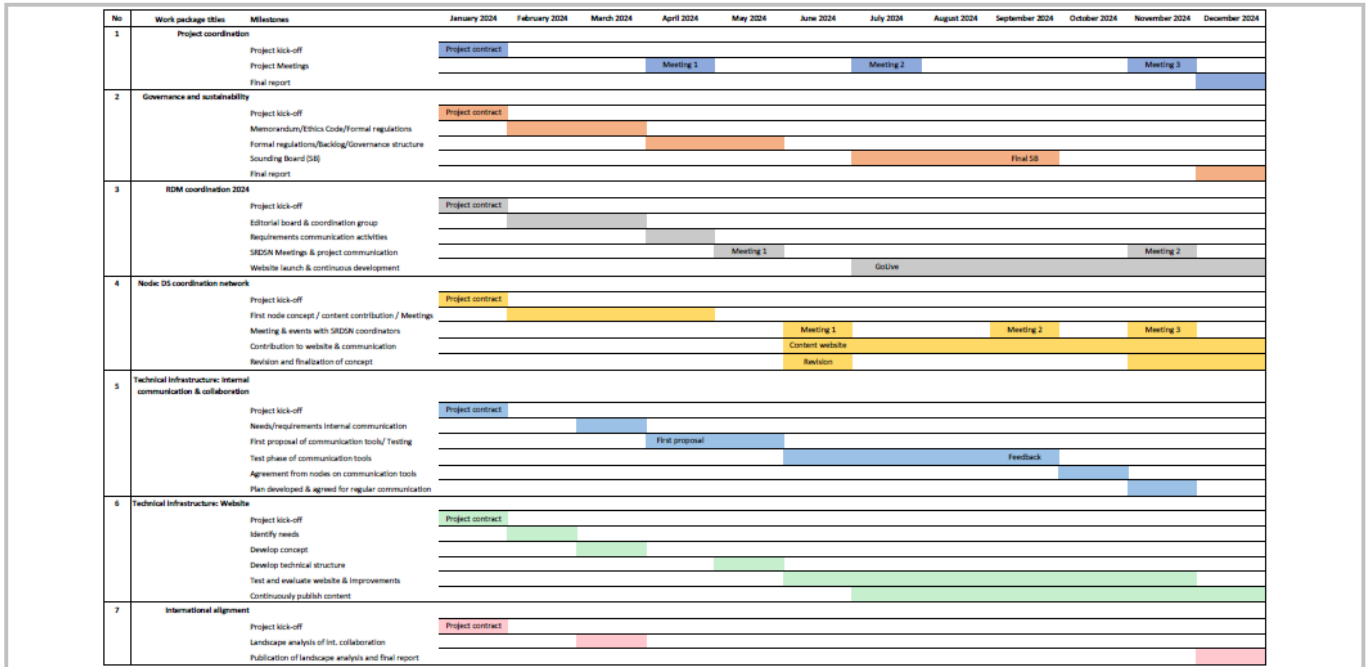 No Work package titles Milestones January 2024 February 2024 March 2024 April 2024 May 2024 June 2024 July 2024 August 2024 September 2024 October 2024 November 2024 December 2024
1 Project coordination
Project kick-off Project contract
Project Meetings Meeting 1 Meeting 2 Meeting 3
Final report
2 Governance and sustainability
Project kick-off Project contract
Memorandum/Ethics Code/Formal regulations
Formal regulations/Backlog/Governance structure
Sounding Board (SB) Final SB
Final report
3 RDM coordination 2024
Project kick-off Project contract
Editorial board & coordination group
Requirements communication activities
SRDSN Meetings & project communication Meeting 1 Meeting 2
Website launch & continuous development GoLive
4 Node: DS coordination network
Project kick-off Project contract
First node concept / content contribution / Meetings
Meeting & events with SRDSN coordinators Meeting 1 Meeting 2 Meeting 3
Contribution to website & communication Content website
Revision and finalization of concept Revision
5 Technical Infrastructure: Internal
communication & collaboration
Project kick-off Project contract
Needs/requirements internal communication
First proposal of communication tools/ Testing First proposal
Test phase of communication tools Feedback
Agreement from nodes on communication tools
Plan developed & agreed for regular communication
6 Technical Infrastructure: Website
Project kick-off Project contract
Identify needs
Develop concept
Develop technical structure
Test and evaluate website & improvements
Continuously publish content
7 International alignment
Project kick-off Project contract
Landscape analysis of int. collaboration
Publication of landscape analysis and final report